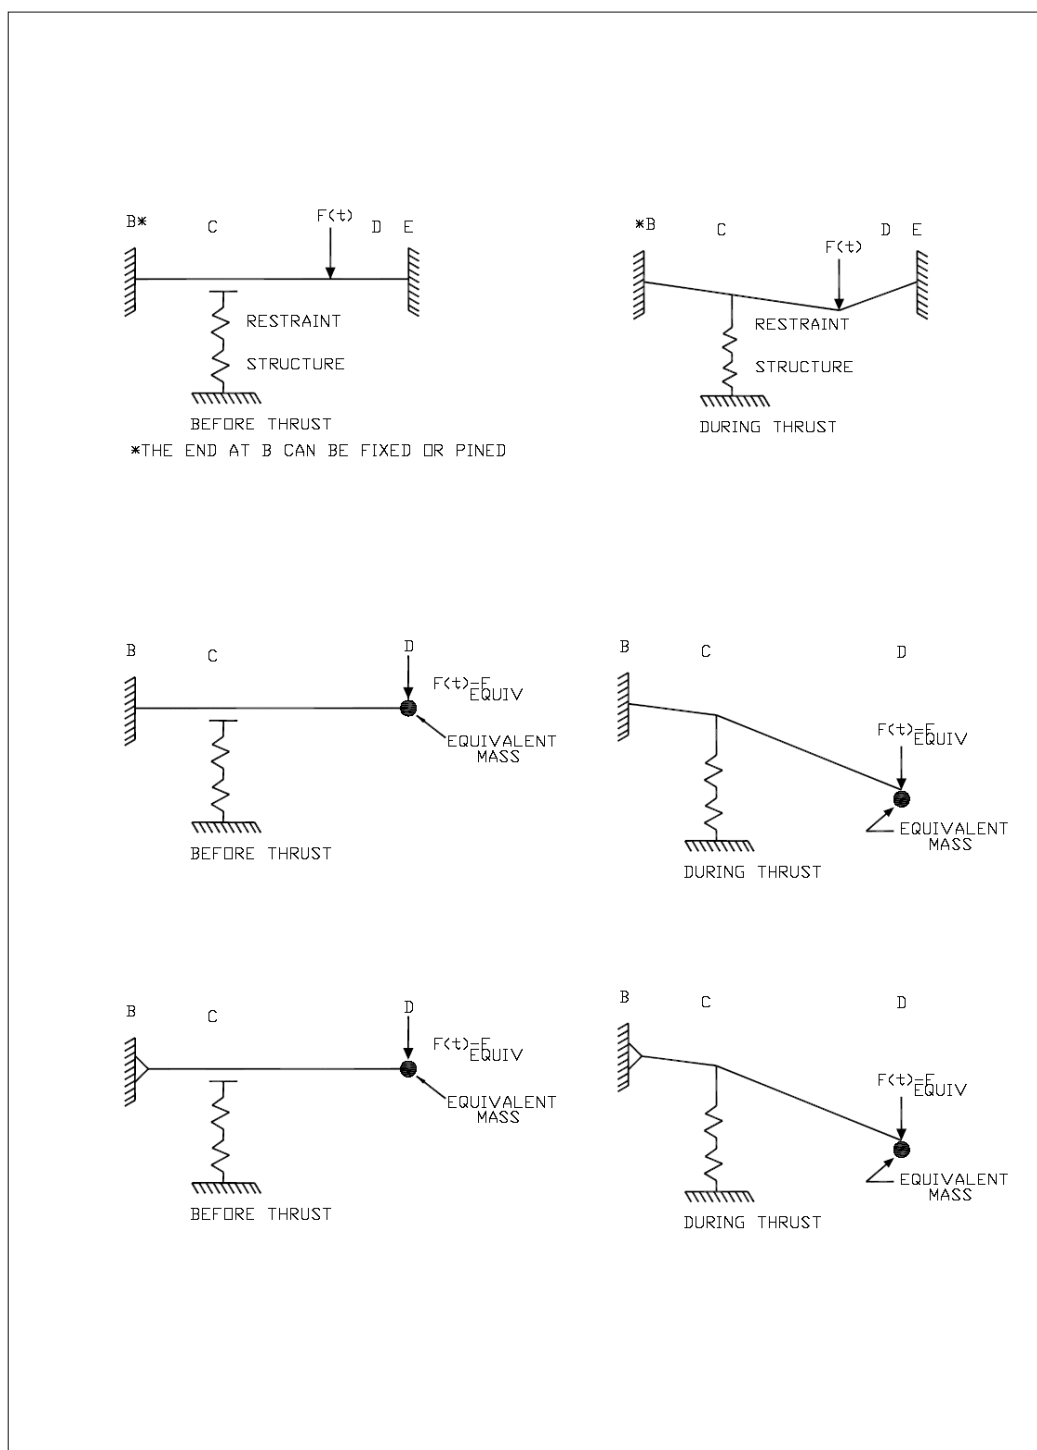 B* C F(t) D E
RESTRAINT
STRUCTURE
BEFORE THRUST
*THE END AT B CAN BE FIXED OR PINED
*B C D E
F(t)
RESTRAINT
STRUCTURE
DURING THRUST
B C D
F(t)=F
EQUIV
EQUIVALENT
MASS
BEFORE THRUST
B C D
F(t)=F
EQUIV
EQUIVALENT
MASS
DURING THRUST
B C D
F(t)=F
EQUIV
EQUIVALENT
MASS
BEFORE THRUST
B C D
F(t)=F
EQUIV
EQUIVALENT
MASS
DURING THRUST